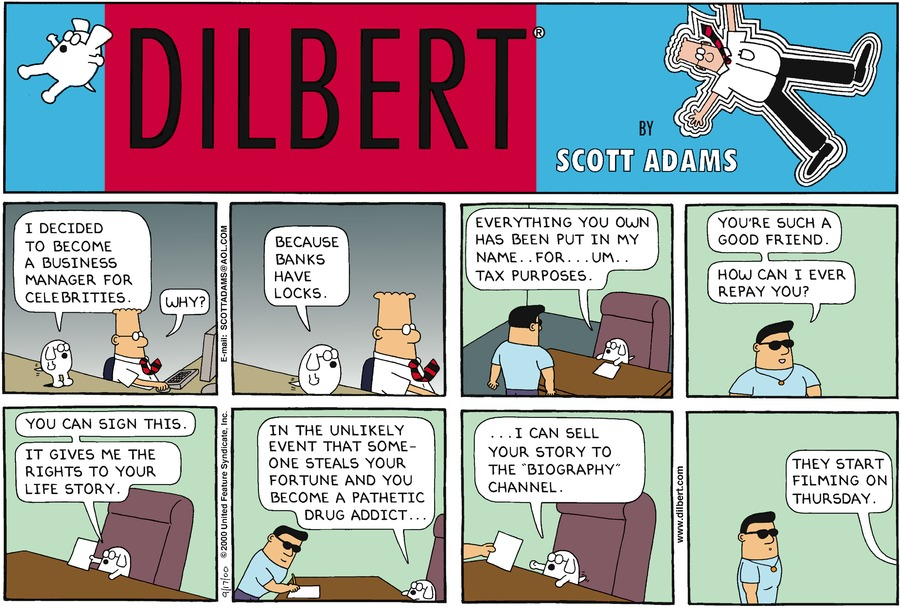 DILBERT®
BY
SCOTT ADAMS
I DECIDED
TO BECOME
A BUSINESS
MANAGER FOR
CELEBRITIES.
WHY?
E-mail: SCOTTADAMS@AOL.COM
BECAUSE
BANKS
HAVE
LOCKS.
EVERYTHING YOU OWN
HAS BEEN PUT IN MY
NAME..FOR...UM..
TAX PURPOSES.
YOU'RE SUCH A
GOOD FRIEND.
HOW CAN I EVER
REPAY YOU?
YOU CAN SIGN THIS.
IT GIVES ME THE
RIGHTS TO YOUR
LIFE STORY.
9/17/00 ©2000 United Feature Syndicate, Inc.
IN THE UNLIKELY
EVENT THAT SOME-
ONE STEALS YOUR
FORTUNE AND YOU
BECOME A PATHETIC
DRUG ADDICT...
...I CAN SELL
YOUR STORY TO
THE "BIOGRAPHY"
CHANNEL.
www.dilbert.com
THEY START
FILMING ON
THURSDAY.